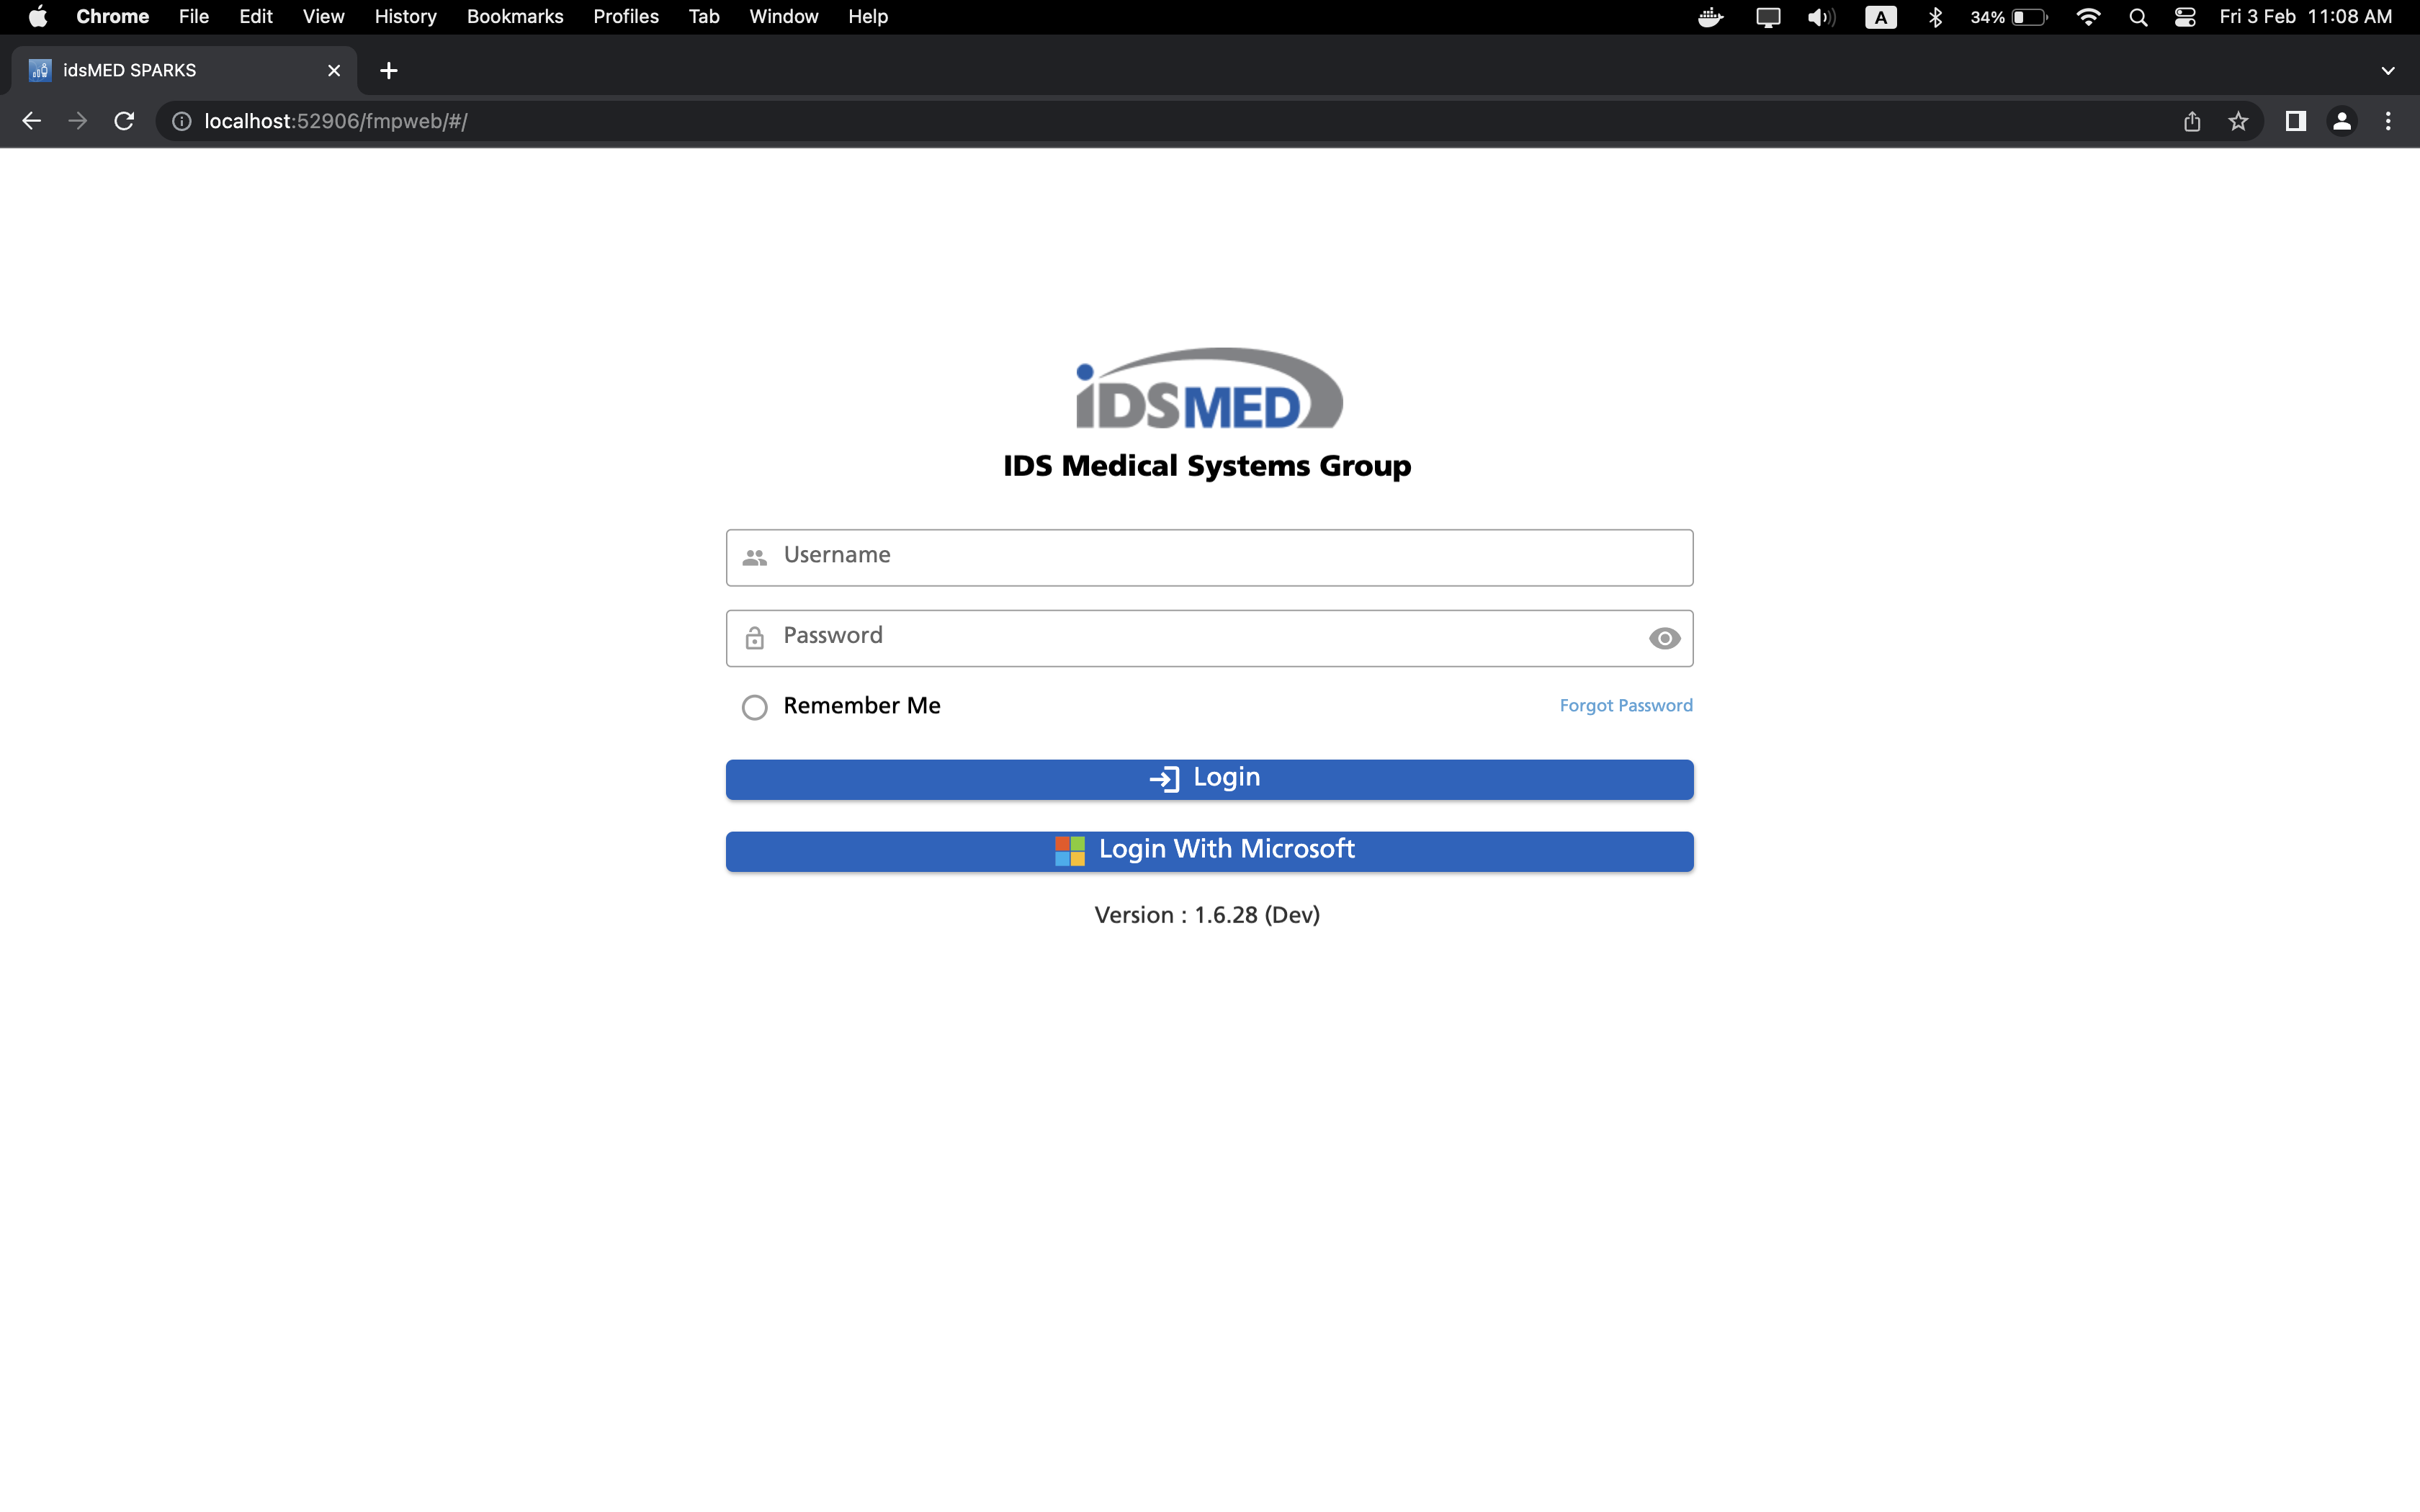 Chrome File Edit View History Bookmarks Profiles Tab Window Help A 34% Fri 3 Feb 11:08 AM
idsMED SPARKS
localhost:52906/fmpweb/#/
iDSMED
IDS Medical Systems Group
Username
Password
Remember Me Forgot Password
Login
Login With Microsoft
Version : 1.6.28 (Dev)